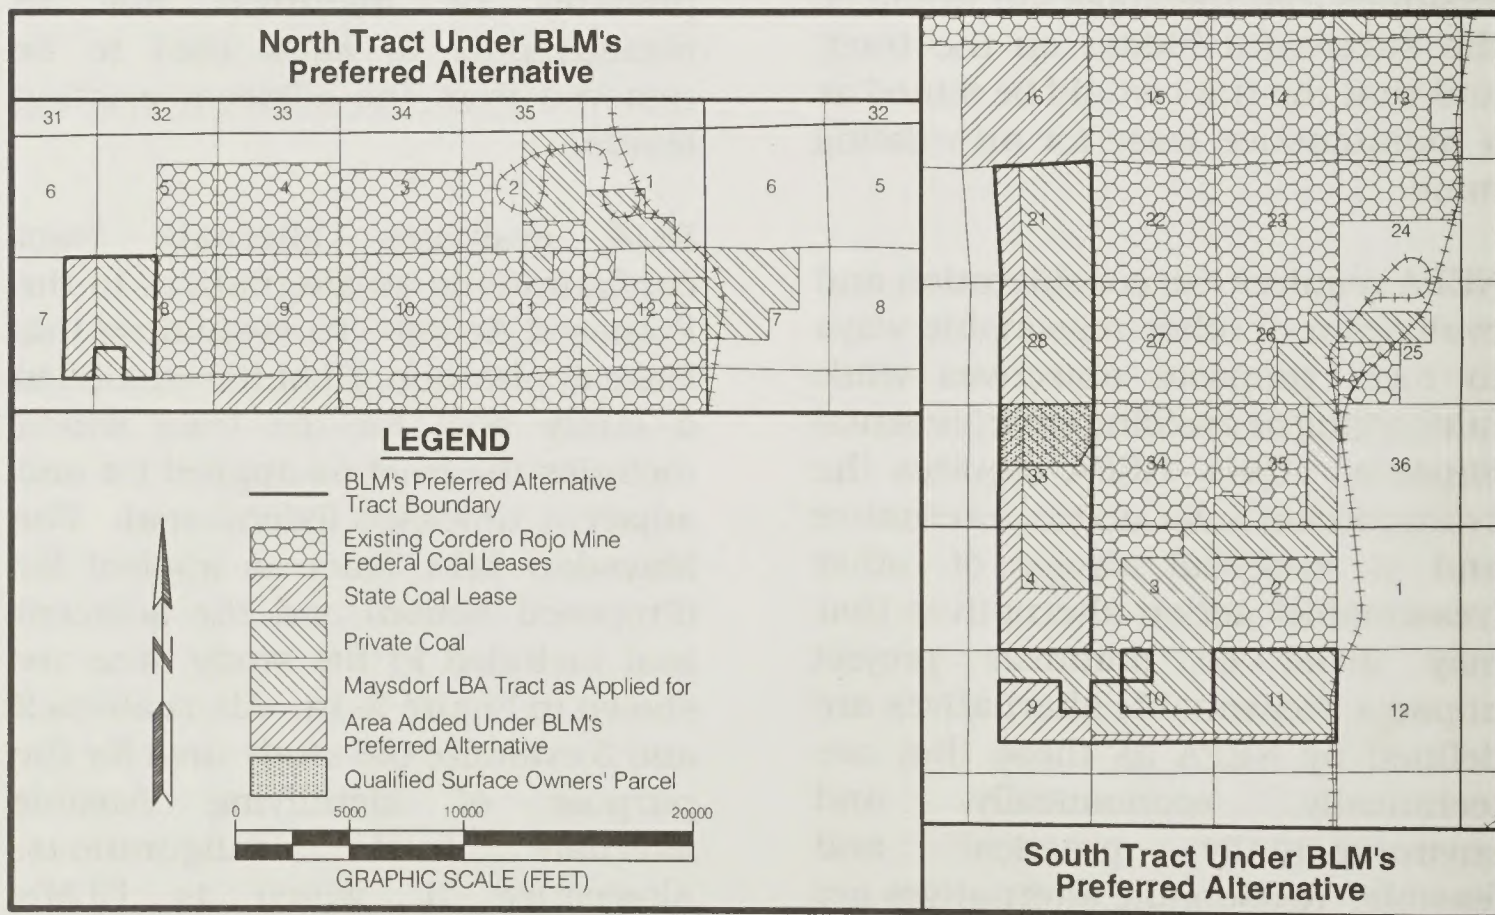 North Tract Under BLM's
Preferred Alternative
31 32 33 34 35 32
6 5 4 3 2 1 6 5
7 8 9 10 11 12 7 8
LEGEND
BLM's Preferred Alternative
Tract Boundary
Existing Cordero Rojo Mine
Federal Coal Leases
State Coal Lease
Private Coal
Maysdorf LBA Tract as Applied for
Area Added Under BLM's
Preferred Alternative
Qualified Surface Owners' Parcel
N
0 5000 10000 20000
GRAPHIC SCALE (FEET)
16 15 14 13
21 22 23 24
28 27 26 25
33 34 35 36
4 3 2 1
9 10 11 12
South Tract Under BLM's
Preferred Alternative